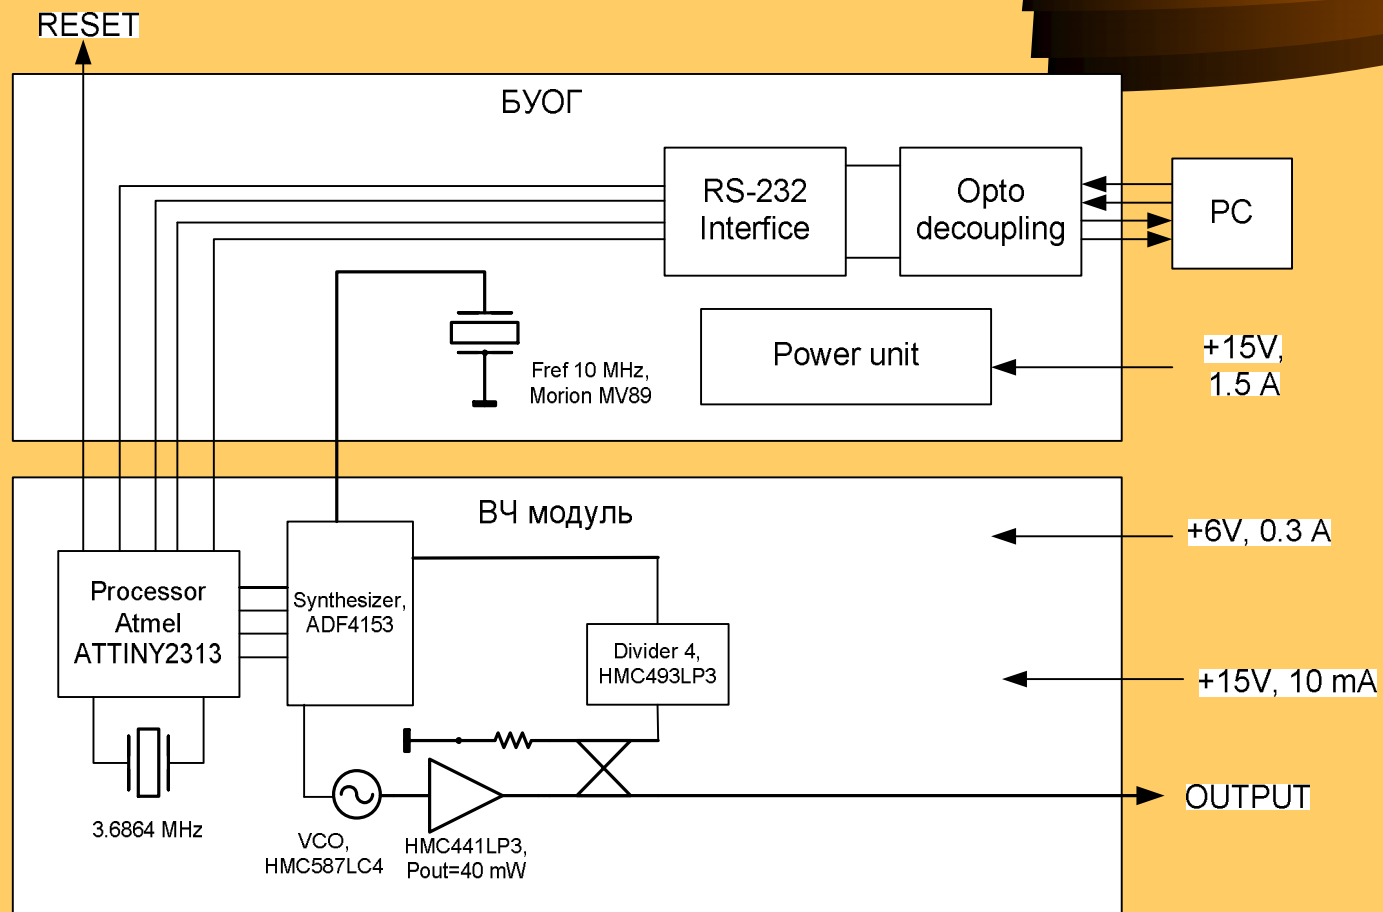 RESET
БУОГ
RS-232
Interfice
Opto
decoupling
PC
Fref 10 MHz,
Morion MV89
Power unit
+15V,
1.5 A
ВЧ модуль
+6V, 0.3 A
Processor
Atmel
ATTINY2313
Synthesizer,
ADF4153
Divider 4,
HMC493LP3
+15V, 10 mA
OUTPUT
3.6864 MHz
VCO,
HMC587LC4
HMC441LP3,
Pout=40 mW